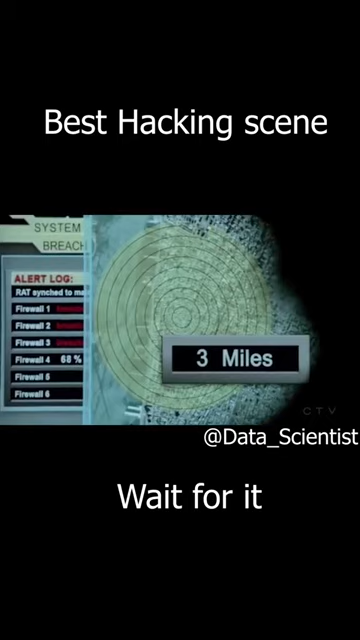 Best Hacking scene
SYSTEM
BREACH
ALERT LOG:
RAT synched to ma
Firewall 1
Firewall 2
Firewall 3
Firewall 4 68 %
Firewall 5
Firewall 6
3 Miles
CTV
@Data_Scientist
Wait for it